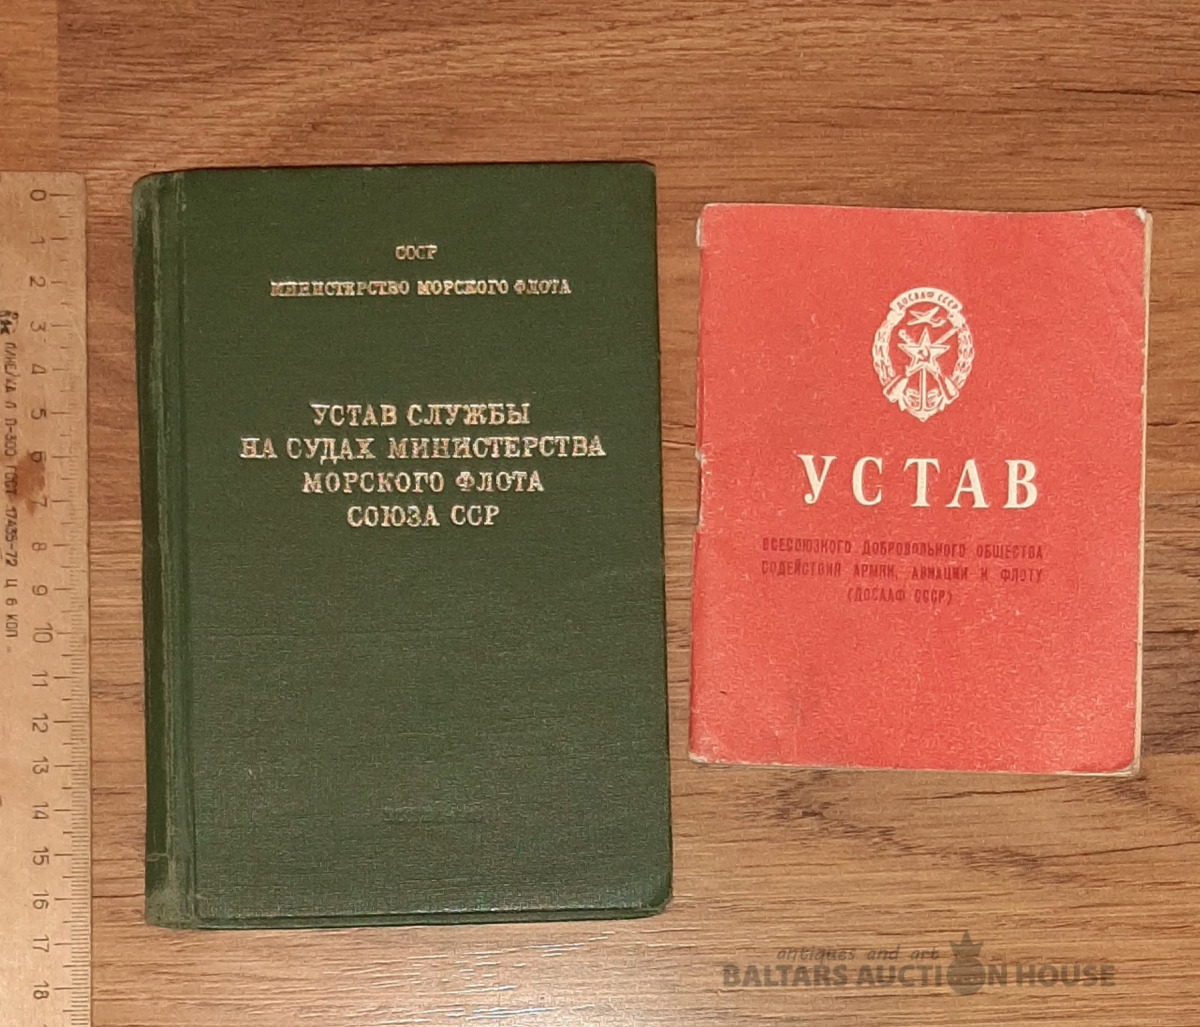 0
1
2
3
4
5
6
7
8
9
10
11
12
13
14
15
16
17
18
ГОСТ 17435-72 Ц 6 КОП
СССР
МИНИСТЕРСТВО МОРСКОГО ФЛОТА
УСТАВ СЛУЖБЫ
НА СУДАХ МИНИСТЕРСТВА
МОРСКОГО ФЛОТА
СОЮЗА ССР
ДОСААФ СССР
УСТАВ
ВСЕСОЮЗНОГО ДОБРОВОЛЬНОГО ОБЩЕСТВА
СОДЕЙСТВИЯ АРМИИ, АВИАЦИИ И ФЛОТУ
(ДОСААФ СССР)
antiques and art
BALTARS AUCTION HOUSE